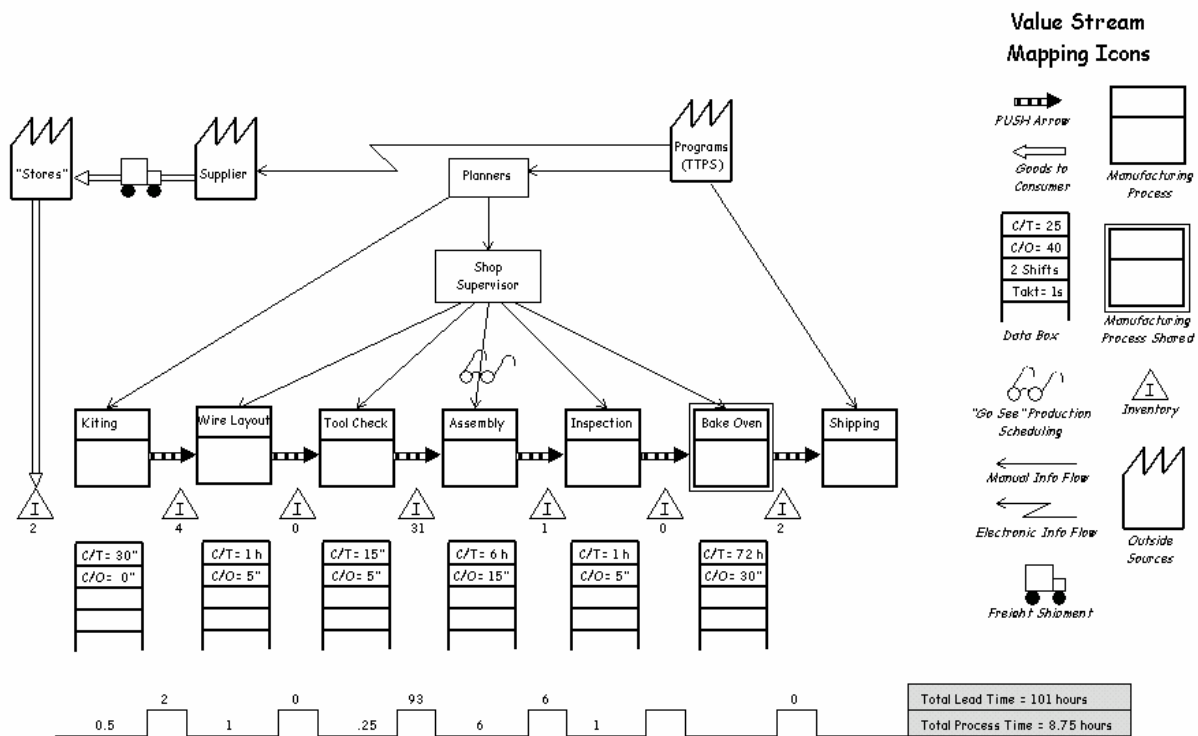 Value Stream
Mapping Icons
PUSH Arrow
Goods to
Consumer
Manufacturing
Process
C/T= 25
C/O= 40
2 Shifts
Takt= 1s
Data Box
Manufacturing
Process Shared
"Go See "Production
Scheduling
I
Inventory
Manual Info Flow
Electronic Info Flow
Outside
Sources
Freight Shipment
"Stores"
Supplier
Programs
(TTPS)
Planners
Shop
Supervisor
Kiting
Wire Layout
Tool Check
Assembly
Inspection
Bake Oven
Shipping
I I I I I I I
2 4 0 31 1 0 2
C/T= 30" C/T= 1 h C/T= 15" C/T= 6 h C/T= 1 h C/T= 72 h
C/O= 0" C/O= 5" C/O= 5" C/O= 15" C/O= 5" C/O= 30"
2 0 93 6 0
0.5 1 .25 6 1
Total Lead Time = 101 hours
Total Process Time = 8.75 hours